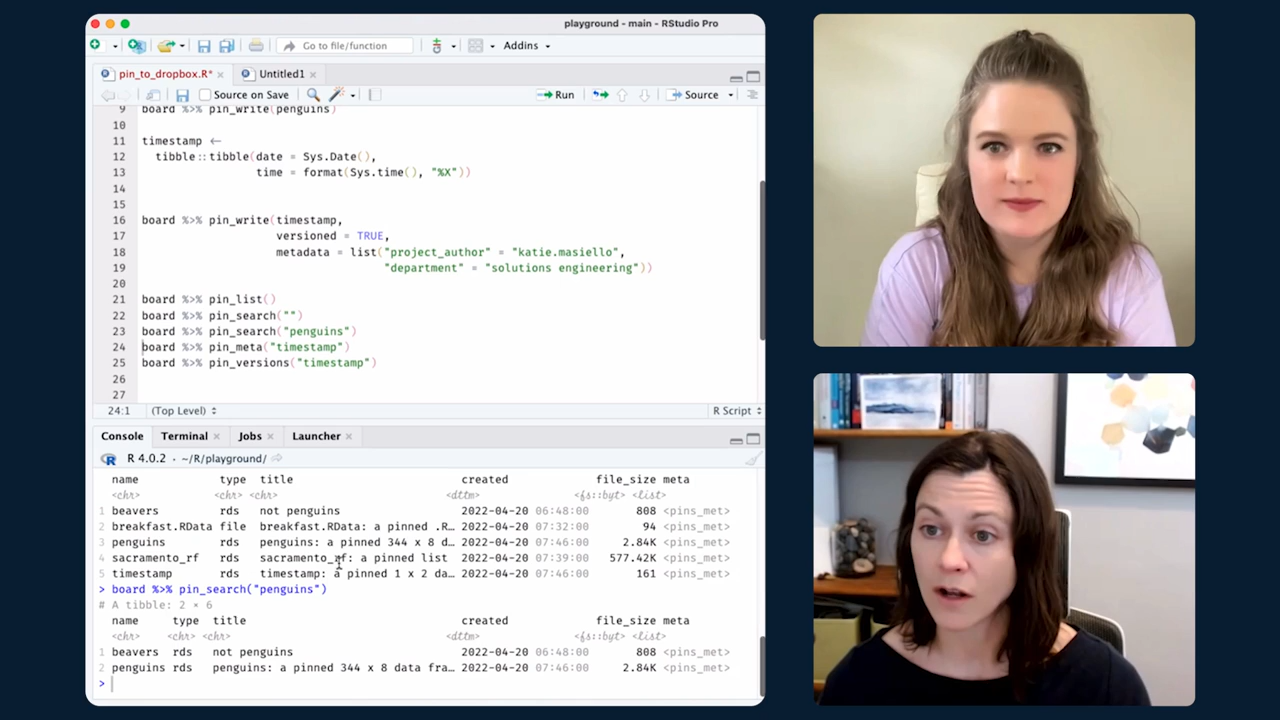 playground - main - RStudio Pro
Go to file/function
Addins
pin_to_dropbox.R* ×
Untitled1 ×
Source on Save
Run
Source
9 board %>% pin_write(penguins)
10
11 timestamp ←
12 tibble::tibble(date = Sys.Date(),
13 time = format(Sys.time(), "%X"))
14
15
16 board %>% pin_write(timestamp,
17 versioned = TRUE,
18 metadata = list("project_author" = "katie.masiello",
19 "department" = "solutions engineering"))
20
21 board %>% pin_list()
22 board %>% pin_search("")
23 board %>% pin_search("penguins")
24 board %>% pin_meta("timestamp")
25 board %>% pin_versions("timestamp")
26
27
24:1 (Top Level) R Script
Console Terminal × Jobs × Launcher ×
R R 4.0.2 · ~/R/playground/
name type title created file_size meta
<chr> <chr> <chr> <dttm> <fs::byt> <list>
1 beavers rds not penguins 2022-04-20 06:48:00 808 <pins_met>
2 breakfast.RData file breakfast.RData: a pinned .R… 2022-04-20 07:32:00 94 <pins_met>
3 penguins rds penguins: a pinned 344 x 8 d… 2022-04-20 07:46:00 2.84K <pins_met>
4 sacramento_rf rds sacramento_rf: a pinned list 2022-04-20 07:39:00 577.42K <pins_met>
5 timestamp rds timestamp: a pinned 1 x 2 da… 2022-04-20 07:46:00 161 <pins_met>
> board %>% pin_search("penguins")
# A tibble: 2 × 6
name type title created file_size meta
<chr> <chr> <chr> <dttm> <fs::byt> <list>
1 beavers rds not penguins 2022-04-20 06:48:00 808 <pins_met>
2 penguins rds penguins: a pinned 344 x 8 data fra… 2022-04-20 07:46:00 2.84K <pins_met>
>